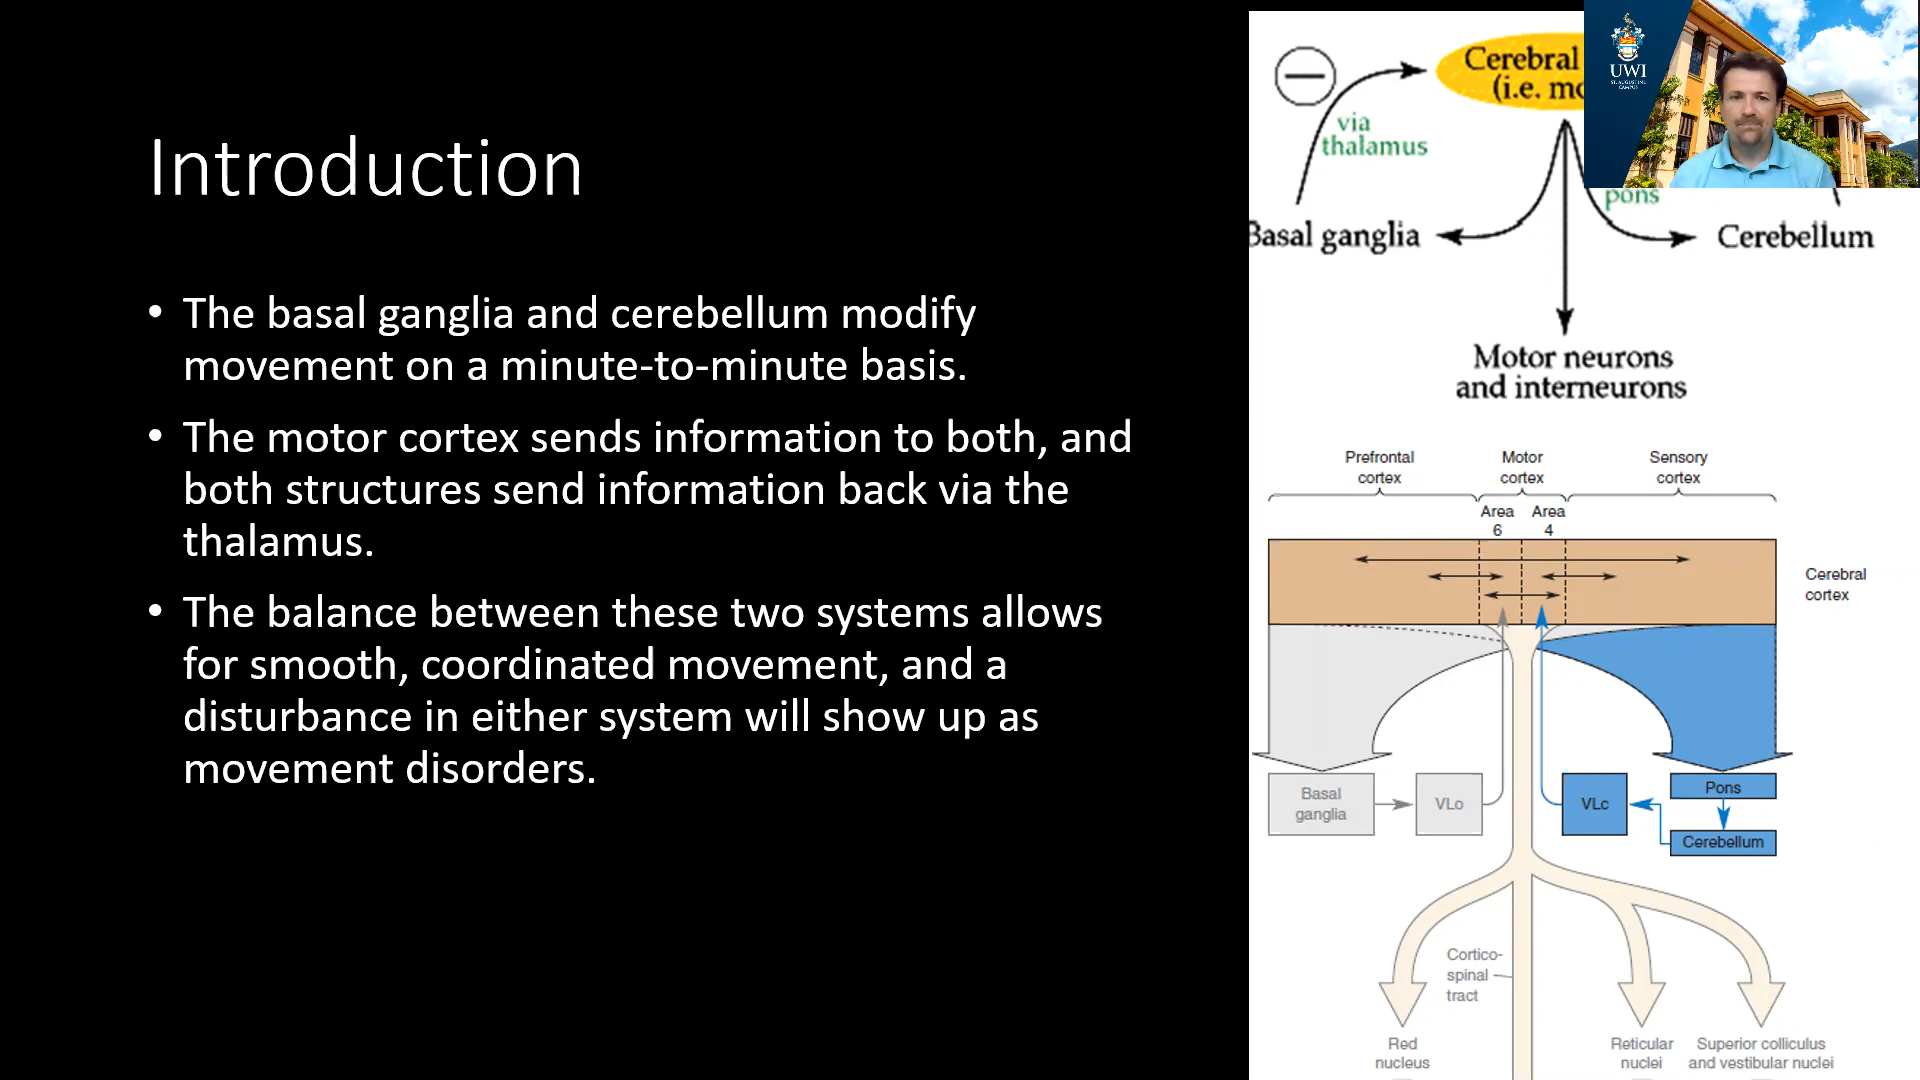 Introduction
• The basal ganglia and cerebellum modify
movement on a minute-to-minute basis.
• The motor cortex sends information to both, and
both structures send information back via the
thalamus.
• The balance between these two systems allows
for smooth, coordinated movement, and a
disturbance in either system will show up as
movement disorders.
Cerebral
(i.e. mo
via
thalamus
pons
Basal ganglia
Cerebellum
Motor neurons
and interneurons
UWI
ST. AUGUSTINE
CAMPUS
Prefrontal
cortex
Motor
cortex
Sensory
cortex
Area
6
Area
4
Cerebral
cortex
Basal
ganglia
VLo
VLc
Pons
Cerebellum
Cortico-
spinal
tract
Red
nucleus
Reticular
nuclei
Superior colliculus
and vestibular nuclei